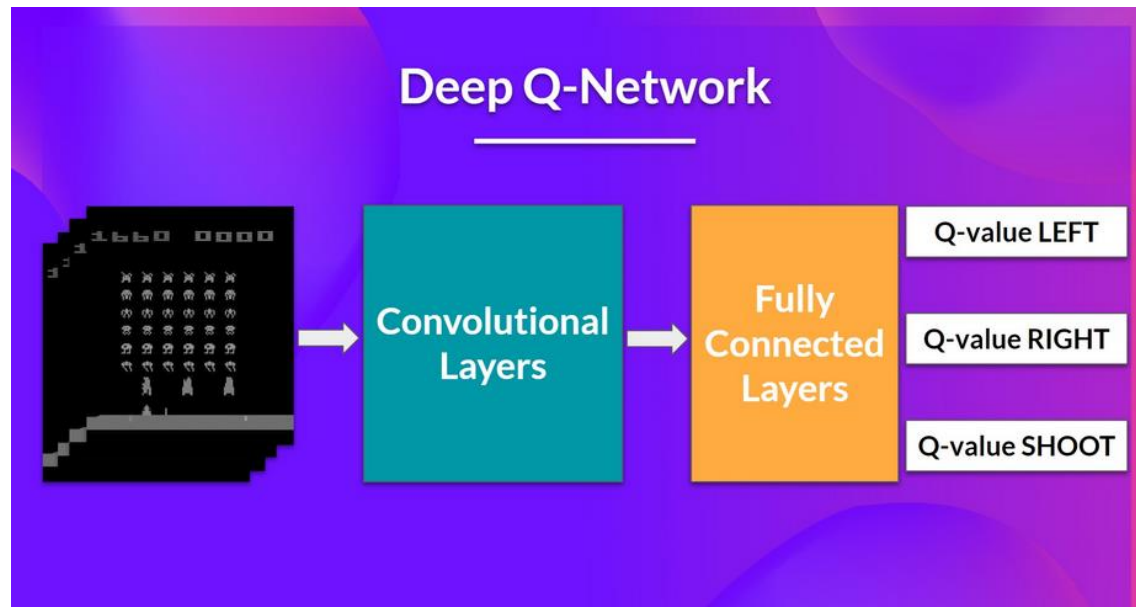 Deep Q-Network
1660 0000
Convolutional
Layers
Fully
Connected
Layers
Q-value LEFT
Q-value RIGHT
Q-value SHOOT